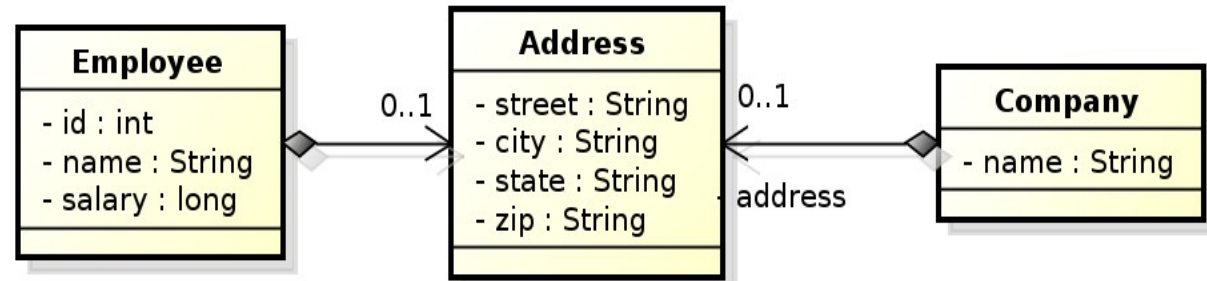 Employee
- id : int
- name : String
- salary : long
0..1
Address
- street : String
- city : String
- state : String
- zip : String
0..1
- address
Company
- name : String